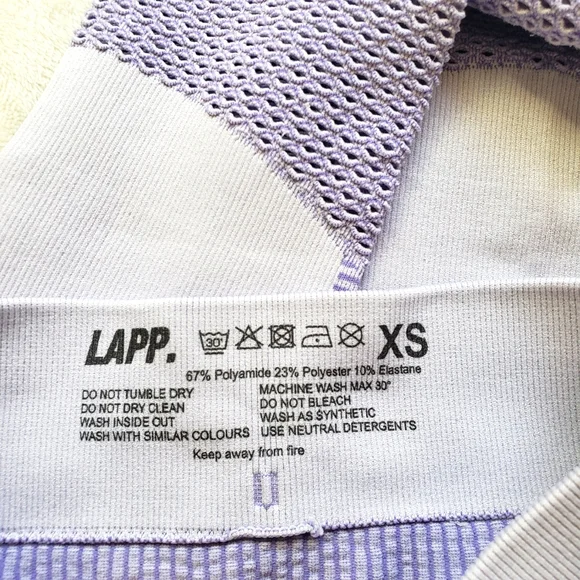 LAPP. 30° XS
67% Polyamide 23% Polyester 10% Elastane
DO NOT TUMBLE DRY
DO NOT DRY CLEAN
WASH INSIDE OUT
WASH WITH SIMILAR COLOURS
MACHINE WASH MAX 30°
DO NOT BLEACH
WASH AS SYNTHETIC
USE NEUTRAL DETERGENTS
Keep away from fire